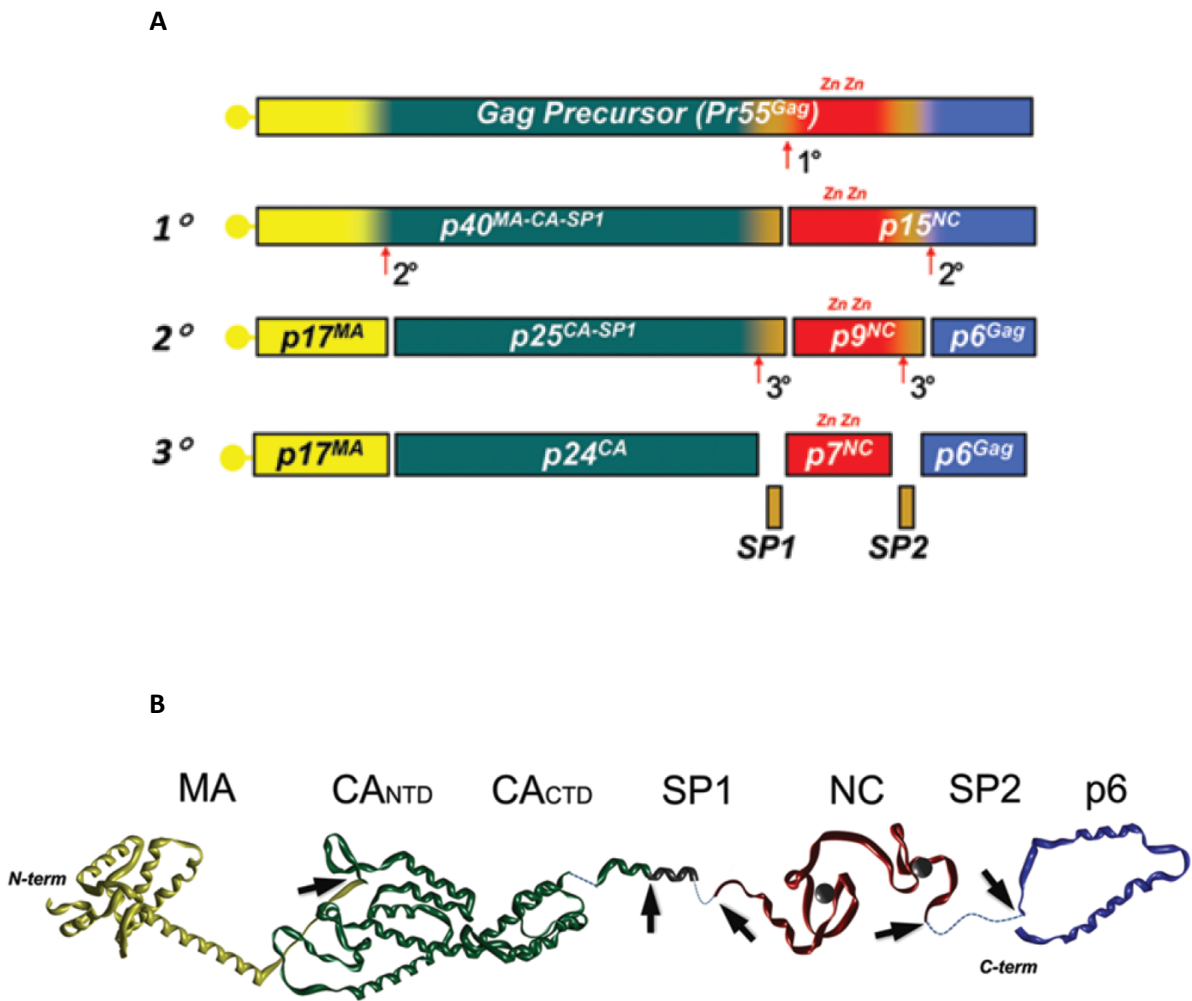 A
Zn Zn
Gag Precursor (Pr55Gag)
1°
Zn Zn
1° p40MA-CA-SP1 p15NC
2° 2°
Zn Zn
2° p17MA p25CA-SP1 p9NC p6Gag
3° 3°
Zn Zn
3° p17MA p24CA p7NC p6Gag
SP1 SP2
B
MA CANTD CACTD SP1 NC SP2 p6
N-term
C-term